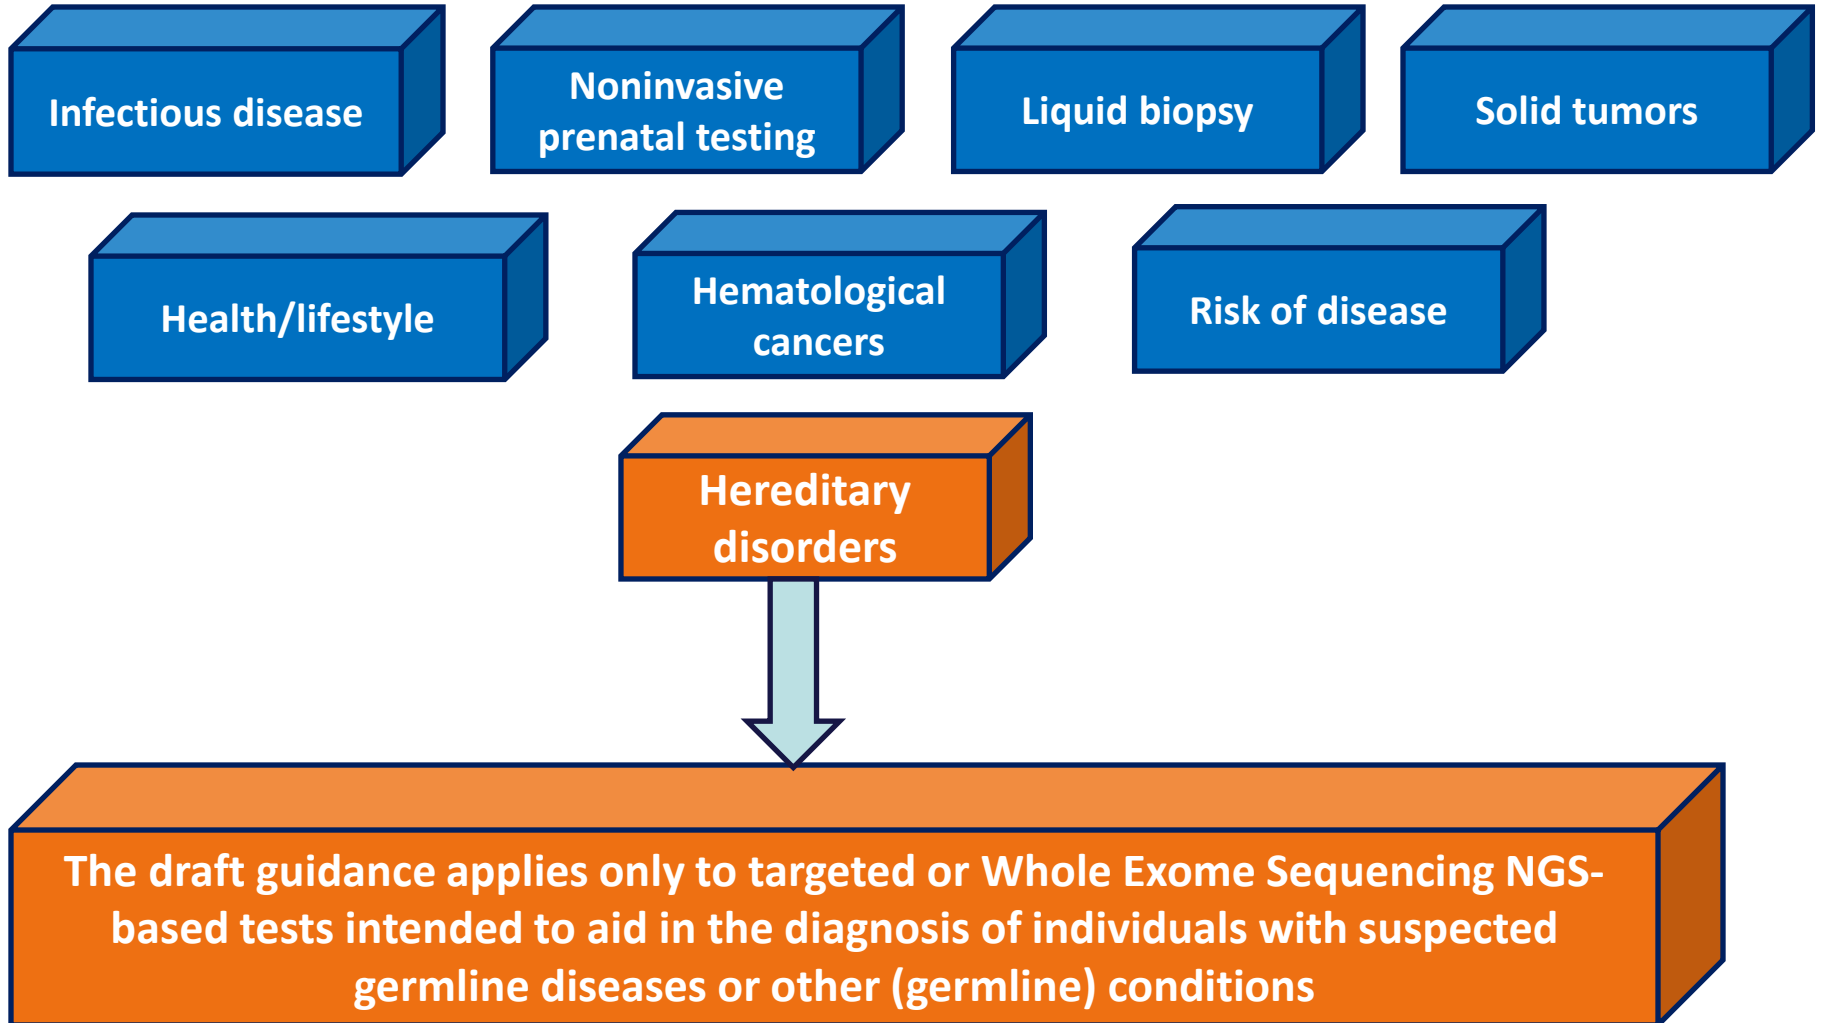 Infectious disease
Noninvasive
prenatal testing
Liquid biopsy
Solid tumors
Health/lifestyle
Hematological
cancers
Risk of disease
Hereditary
disorders
The draft guidance applies only to targeted or Whole Exome Sequencing NGS-
based tests intended to aid in the diagnosis of individuals with suspected
germline diseases or other (germline) conditions